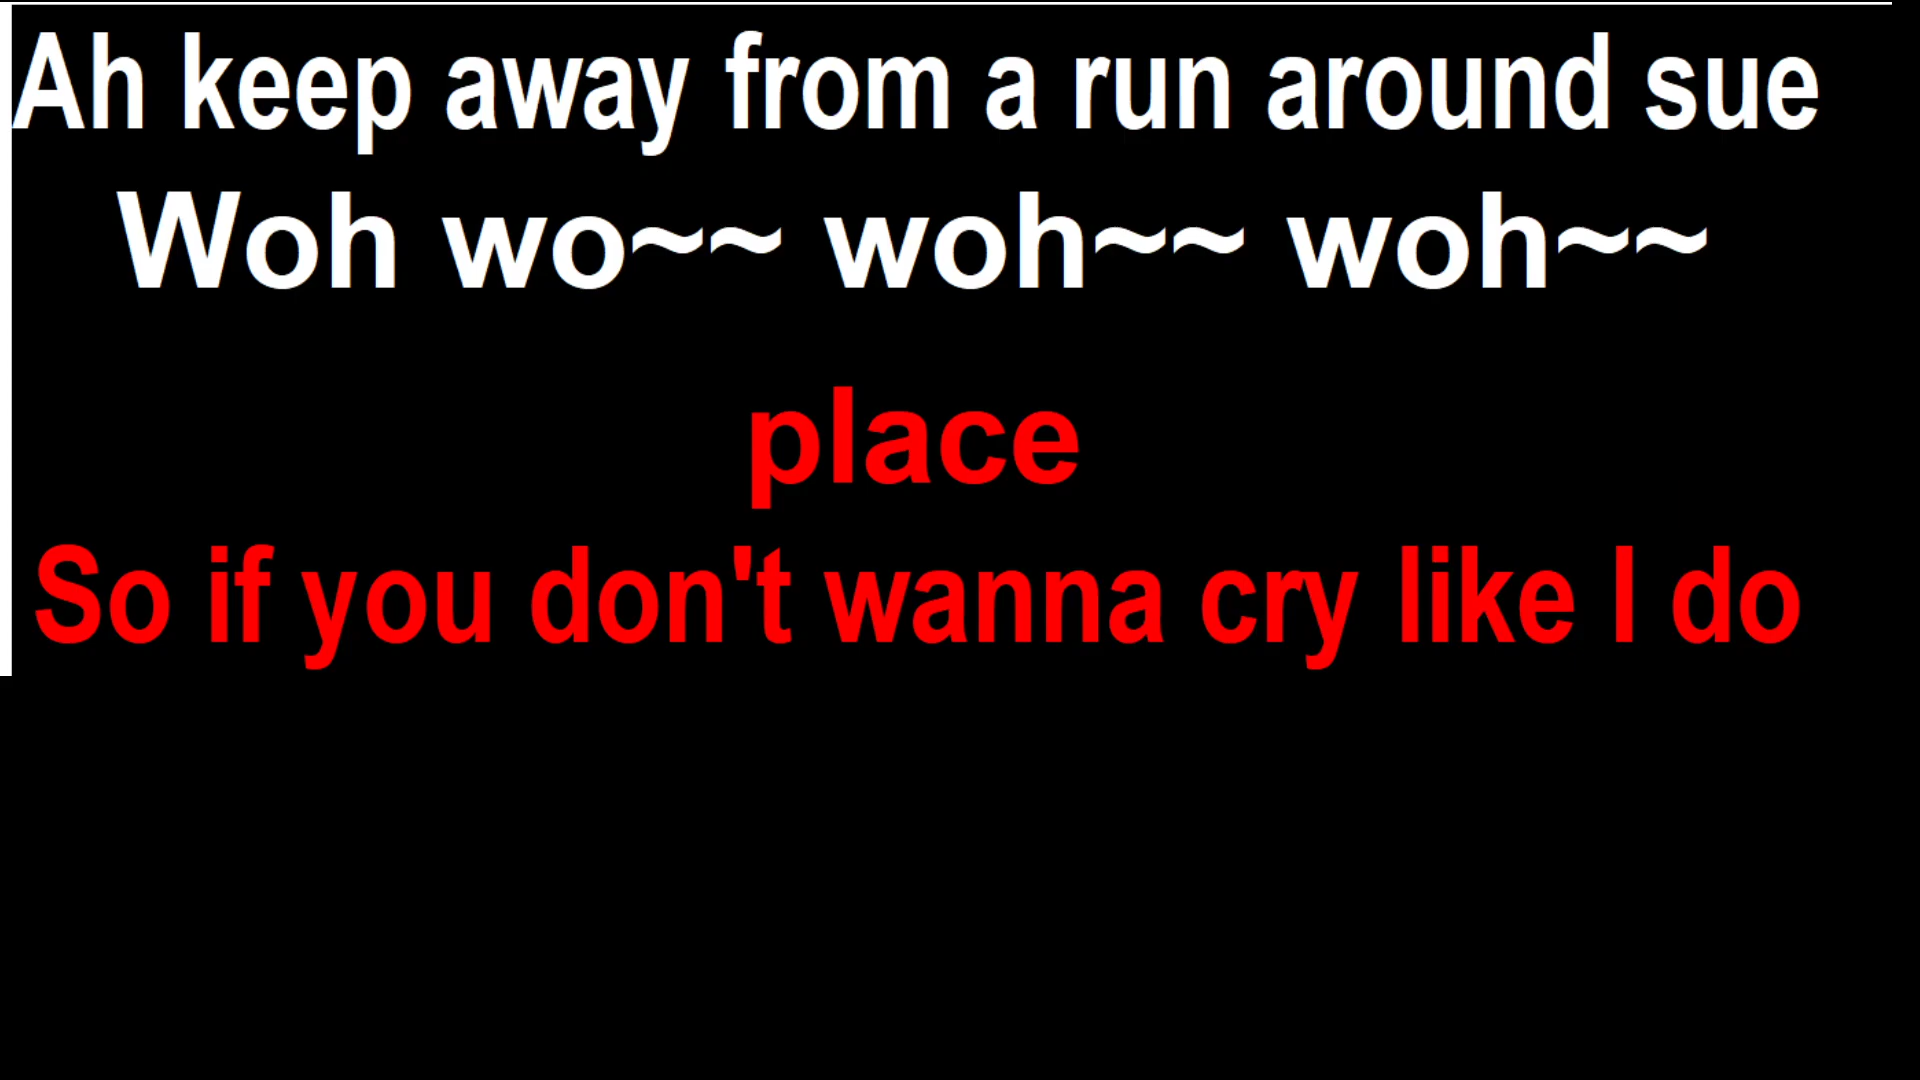 Ah keep away from a run around sue
Woh wo~~ woh~~ woh~~
place
So if you don't wanna cry like I do